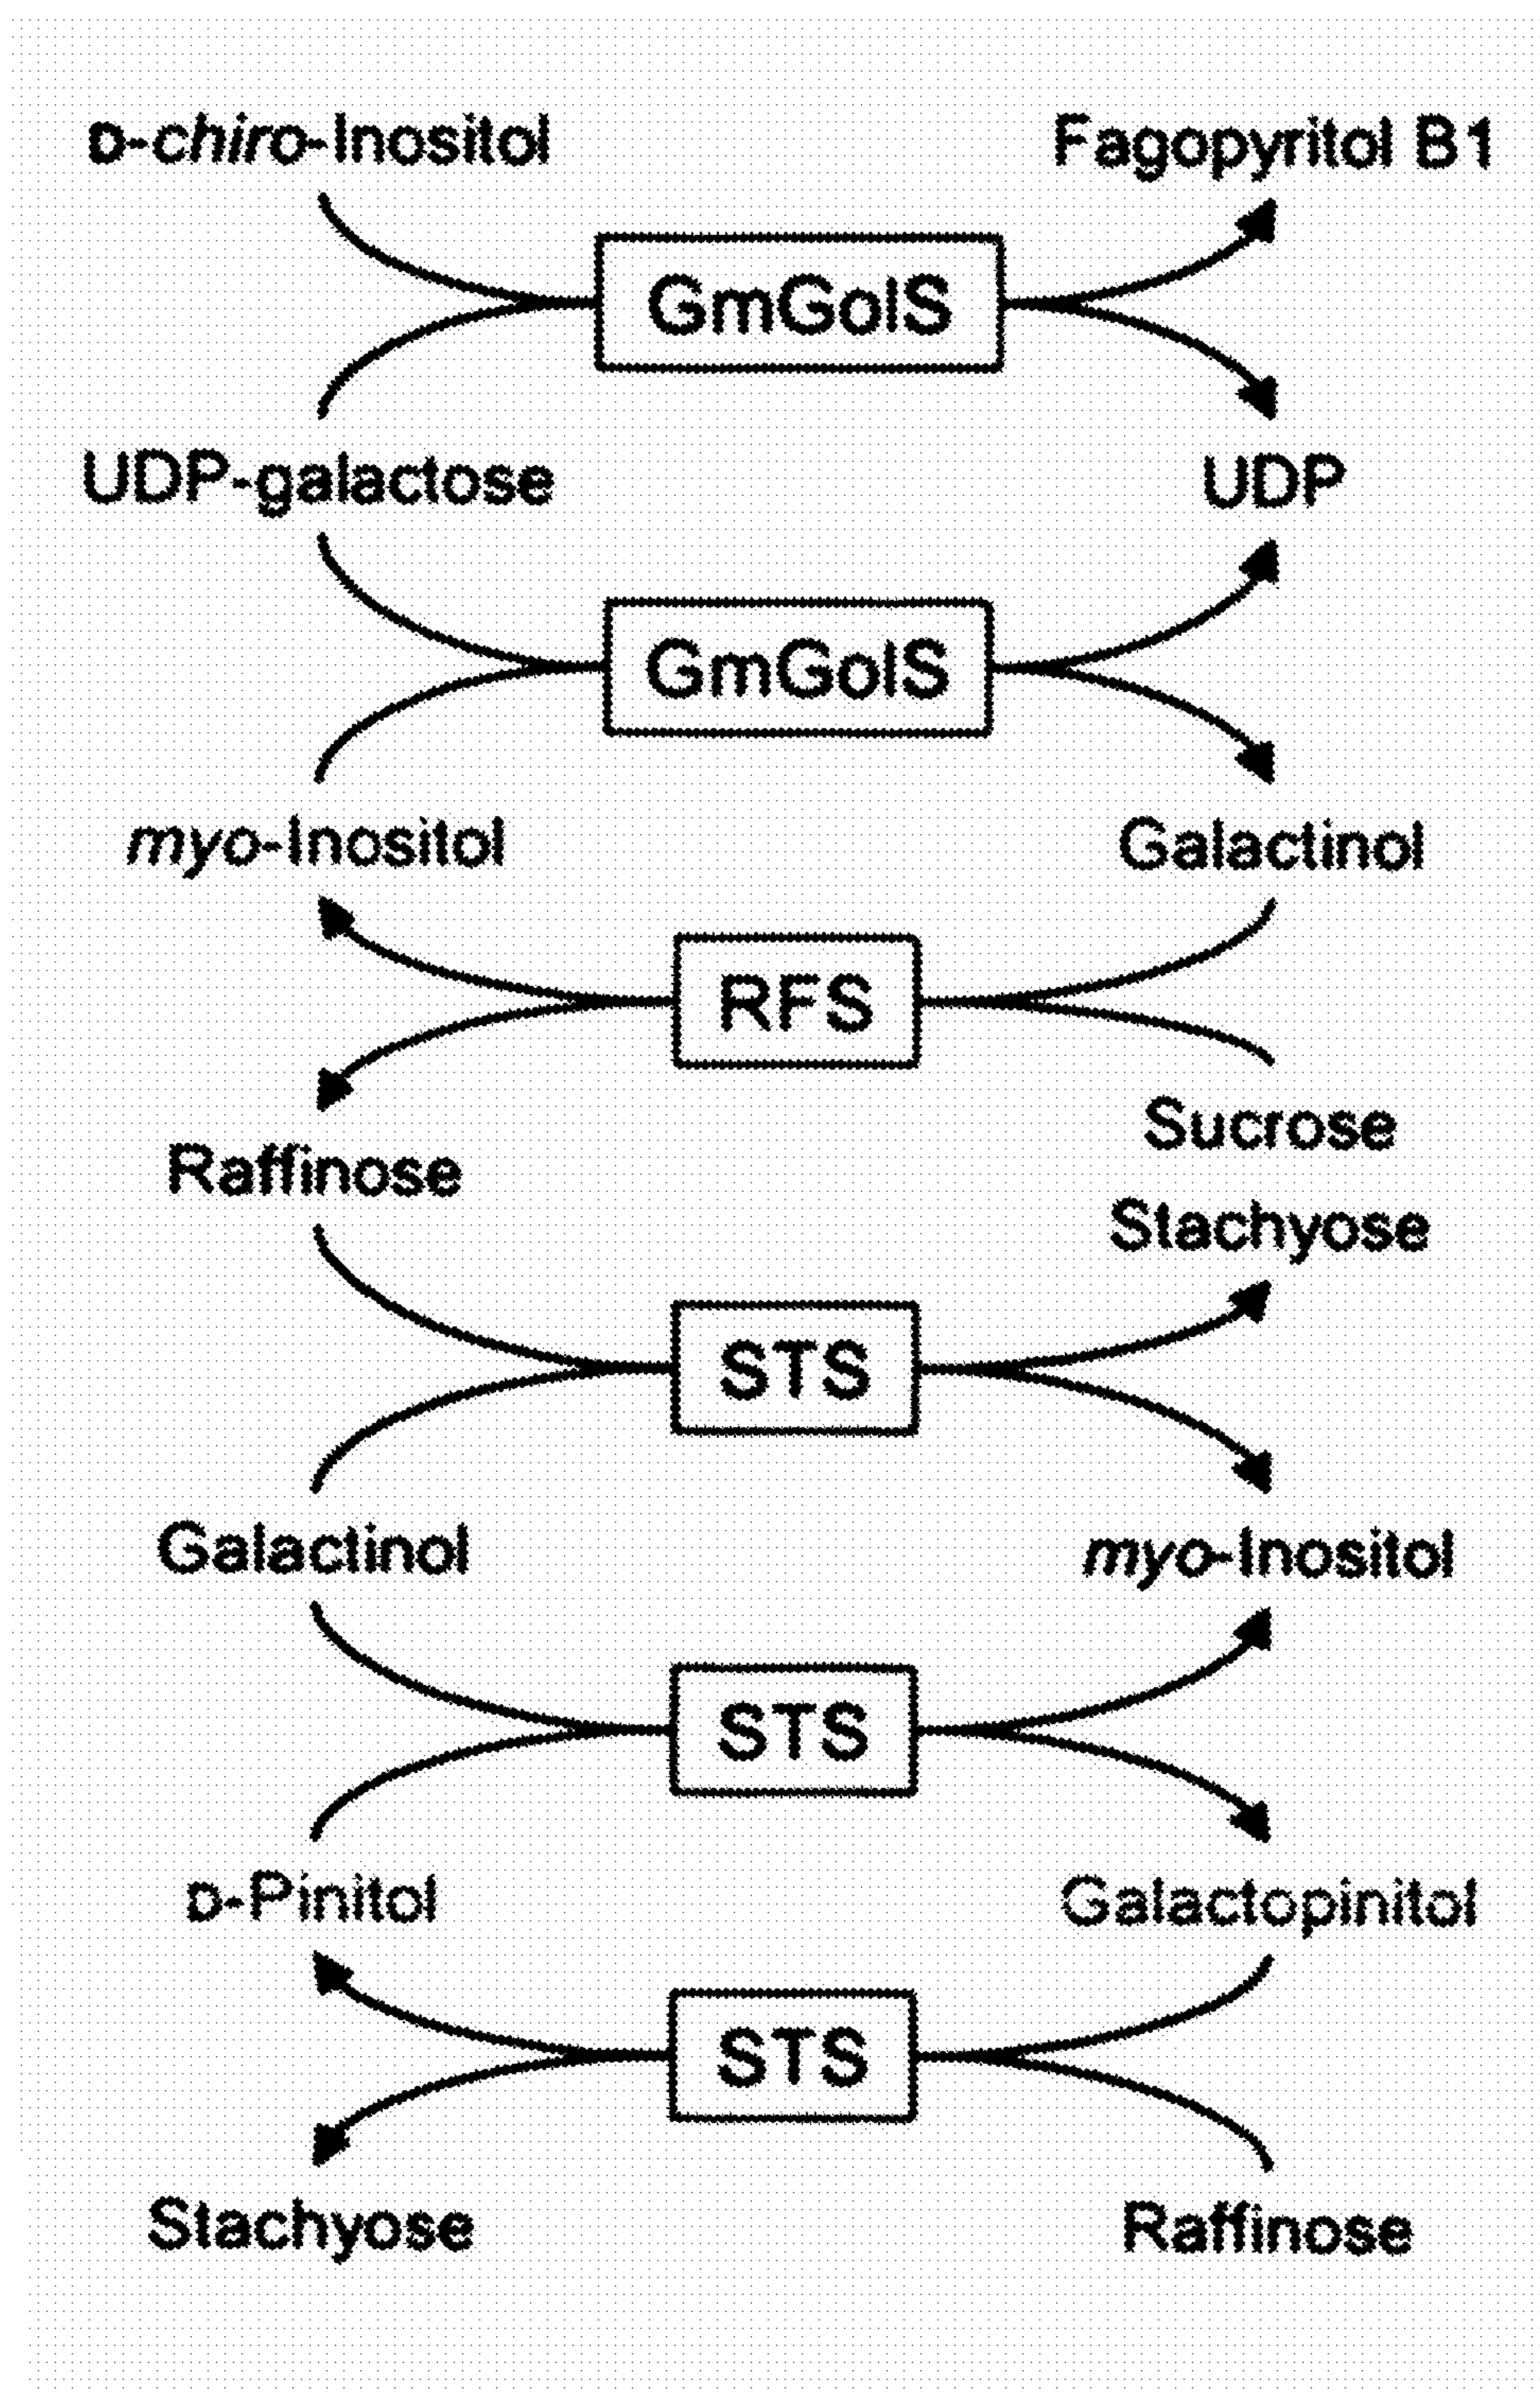 D-chiro-Inositol
Fagopyritol B1
GmGolS
UDP-galactose
UDP
GmGolS
myo-Inositol
Galactinol
RFS
Sucrose
Raffinose
Stachyose
STS
Galactinol
myo-Inositol
STS
D-Pinitol
Galactopinitol
STS
Stachyose
Raffinose